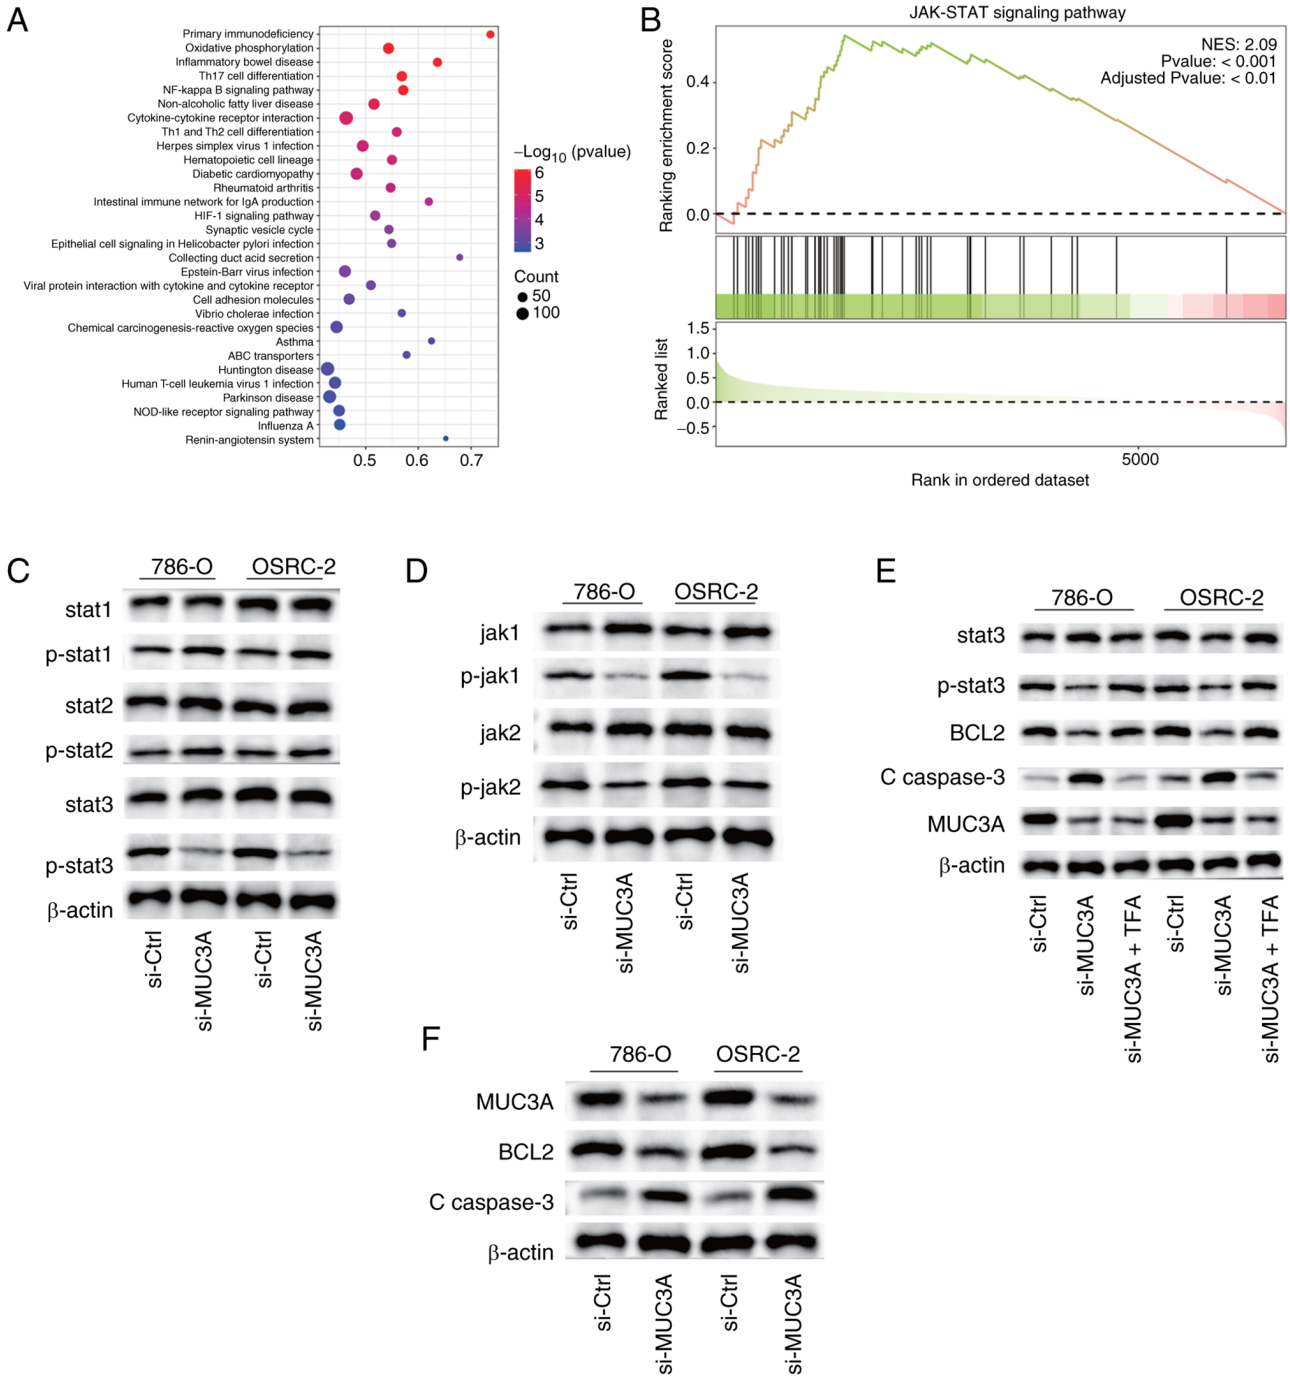 A
Primary immunodeficiency
Oxidative phosphorylation
Inflammatory bowel disease
Th17 cell differentiation
NF-kappa B signaling pathway
Non-alcoholic fatty liver disease
Cytokine-cytokine receptor interaction
Th1 and Th2 cell differentiation
Herpes simplex virus 1 infection
Hematopoietic cell lineage
Diabetic cardiomyopathy
Rheumatoid arthritis
Intestinal immune network for IgA production
HIF-1 signaling pathway
Synaptic vesicle cycle
Epithelial cell signaling in Helicobacter pylori infection
Collecting duct acid secretion
Epstein-Barr virus infection
Viral protein interaction with cytokine and cytokine receptor
Cell adhesion molecules
Vibrio cholerae infection
Chemical carcinogenesis-reactive oxygen species
Asthma
ABC transporters
Huntington disease
Human T-cell leukemia virus 1 infection
Parkinson disease
NOD-like receptor signaling pathway
Influenza A
Renin-angiotensin system
0.5 0.6 0.7
−Log10 (pvalue)
6
5
4
3
Count
50
100
B
JAK-STAT signaling pathway
NES: 2.09
Pvalue: < 0.001
Adjusted Pvalue: < 0.01
Ranking enrichment score
0.4
0.2
0.0
Ranked list
1.5
1.0
0.5
0.0
−0.5
5000
Rank in ordered dataset
C
786-O OSRC-2
stat1
p-stat1
stat2
p-stat2
stat3
p-stat3
β-actin
si-Ctrl si-MUC3A si-Ctrl si-MUC3A
D
786-O OSRC-2
jak1
p-jak1
jak2
p-jak2
β-actin
si-Ctrl si-MUC3A si-Ctrl si-MUC3A
E
786-O OSRC-2
stat3
p-stat3
BCL2
C caspase-3
MUC3A
β-actin
si-Ctrl si-MUC3A si-MUC3A + TFA si-Ctrl si-MUC3A si-MUC3A + TFA
F
786-O OSRC-2
MUC3A
BCL2
C caspase-3
β-actin
si-Ctrl si-MUC3A si-Ctrl si-MUC3A